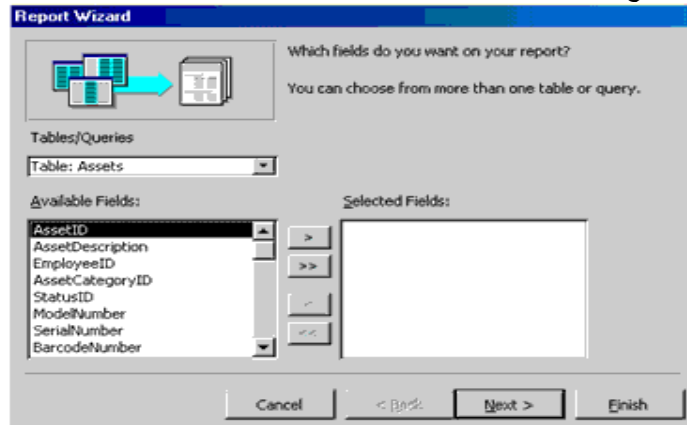 Report Wizard
Which fields do you want on your report?
You can choose from more than one table or query.
Tables/Queries
Table: Assets
Available Fields:
Selected Fields:
AssetID
AssetDescription
EmployeeID
AssetCategoryID
StatusID
ModelNumber
SerialNumber
BarcodeNumber
>
>>
<
<<
Cancel
< Back
Next >
Finish